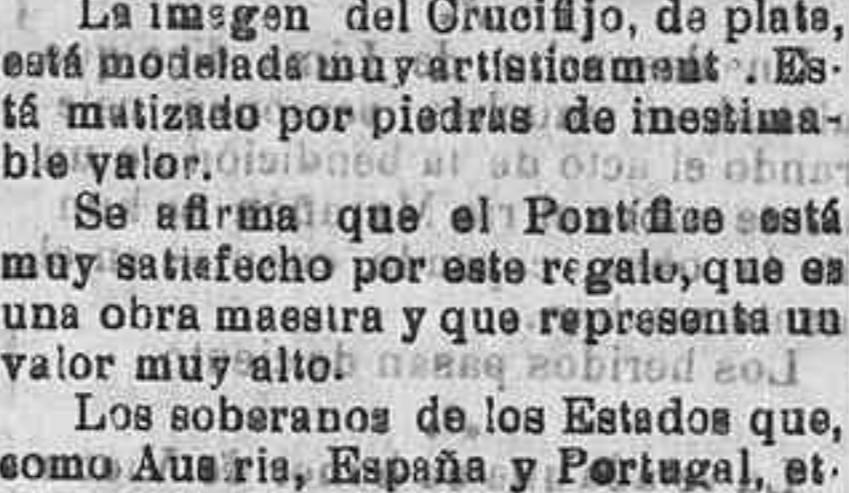 La imagen del Crucifijo, de plata,
está modelada muy artísticament . Es-
tá matizado por piedras de inestima-
ble valor.
Se afirma que el Pontífice está
muy satisfecho por este regalo, que es
una obra maestra y que representa un
valor muy alto.
Los soberanos de los Estados que,
como Aus ria, España y Portugal, et-